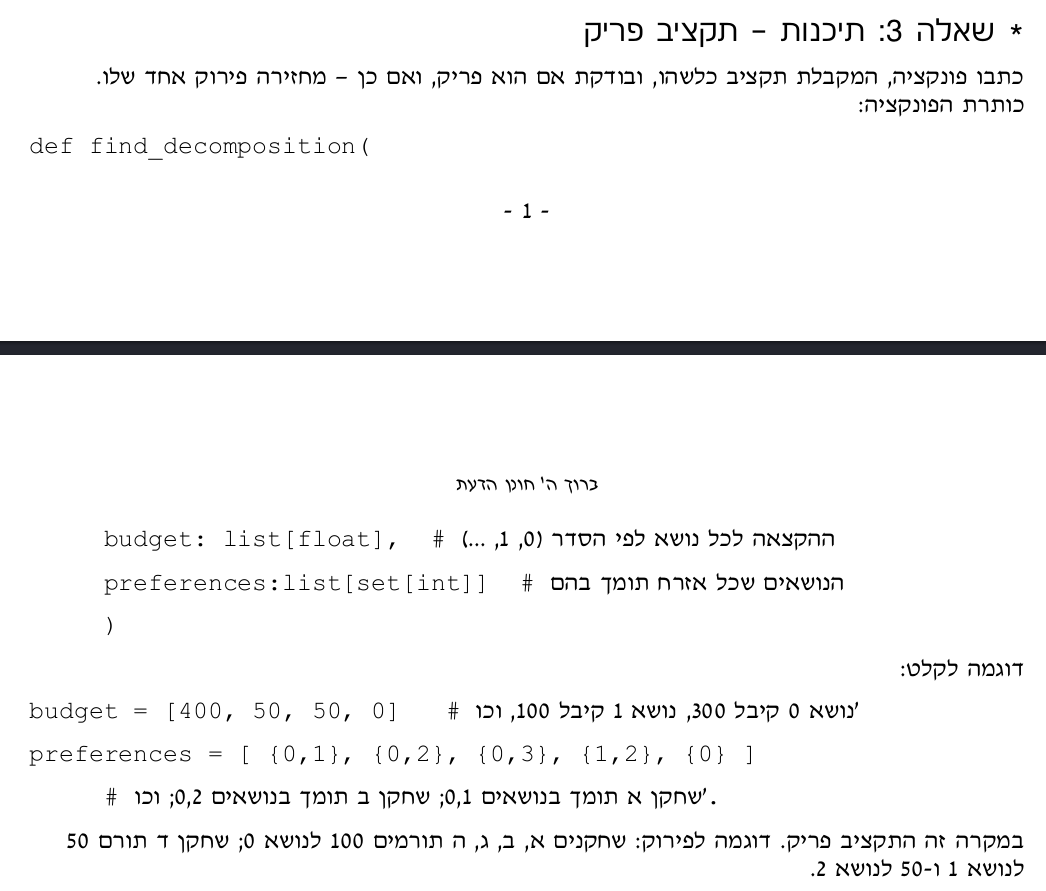 * שאלה 3: תיכנות – תקציב פריק
כתבו פונקציה, המקבלת תקציב כלשהו, ובודקת אם הוא פריק, ואם כן – מחזירה פירוק אחד שלו.
כותרת הפונקציה:
def find_decomposition(
- 1 -
ברוך ה' חונן הדעת
budget: list[float], # ההקצאה לכל נושא לפי הסדר (0, 1, ...)
preferences:list[set[int]] # הנושאים שכל אזרח תומך בהם
)
דוגמה לקלט:
budget = [400, 50, 50, 0] # נושא 0 קיבל 300, נושא 1 קיבל 100, וכו'
preferences = [ {0,1}, {0,2}, {0,3}, {1,2}, {0} ]
# שחקן א תומך בנושאים 0,1; שחקן ב תומך בנושאים 0,2; וכו'.
במקרה זה התקציב פריק. דוגמה לפירוק: שחקנים א, ב, ג, ה תורמים 100 לנושא 0; שחקן ד תורם 50
לנושא 1 ו-50 לנושא 2.